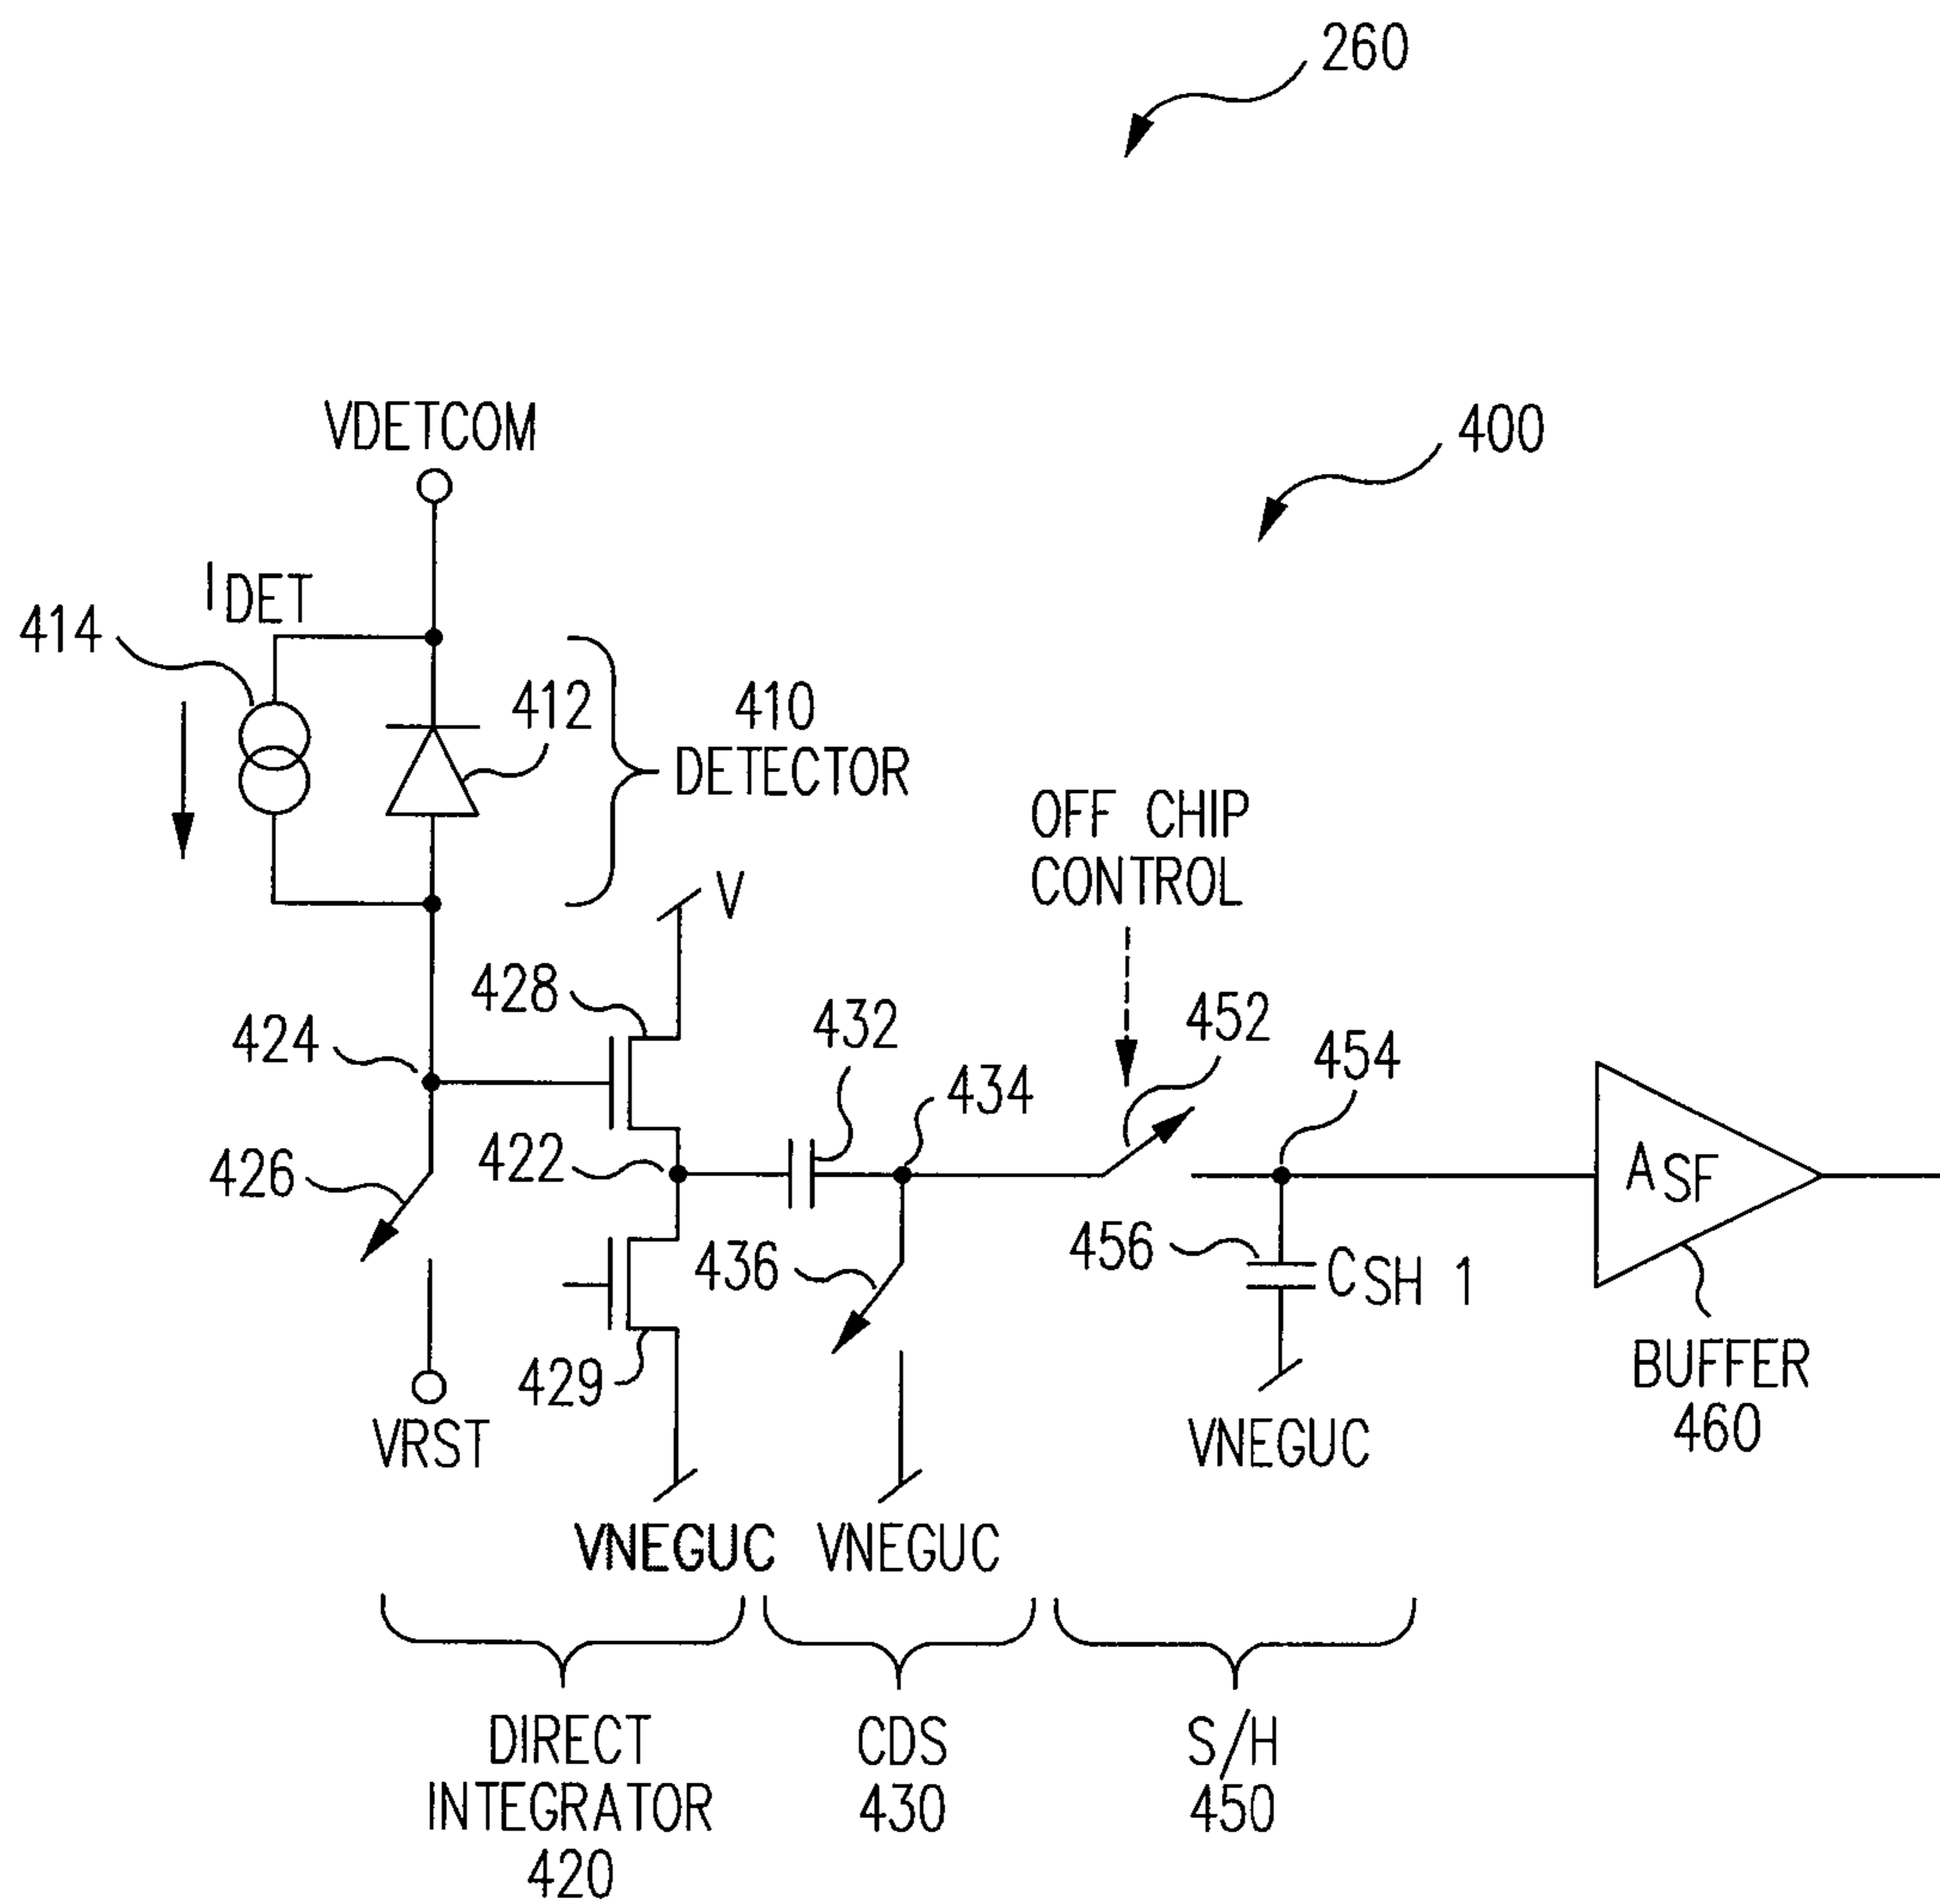 260
400
VDETCOM
IDET
414
412
410
DETECTOR
OFF CHIP
CONTROL
V
428
432
452
424
434
454
422
426
436
456
CSH 1
ASF
429
BUFFER
460
VRST
VNEGUC
VNEGUC
VNEGUC
DIRECT
INTEGRATOR
420
CDS
430
S/H
450